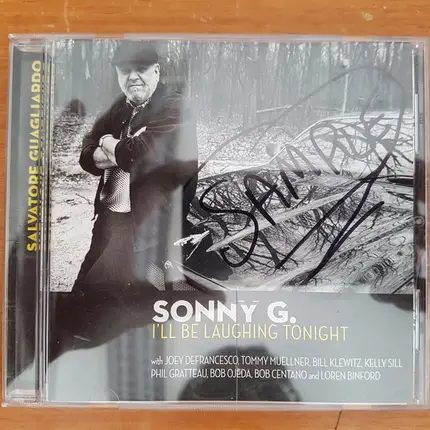 SALVATORE GUAGLIARDO
SAMPLE
SONNY G.
I'LL BE LAUGHING TONIGHT
with JOEY DEFRANCESCO, TOMMY MUELLNER, BILL KLEWITZ, KELLY SILL
PHIL GRATTEAU, BOB OJEDA, BOB CENTANO and LOREN BINFORD